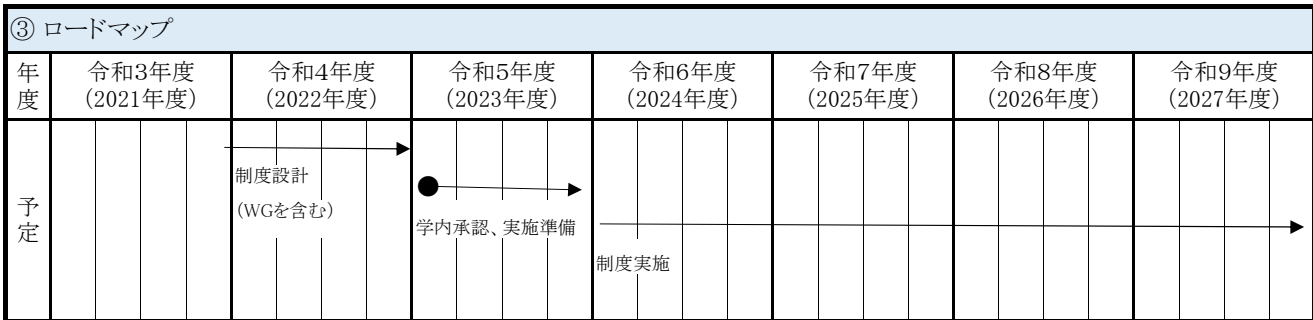 ③ ロードマップ
年度
令和3年度
(2021年度)
令和4年度
(2022年度)
令和5年度
(2023年度)
令和6年度
(2024年度)
令和7年度
(2025年度)
令和8年度
(2026年度)
令和9年度
(2027年度)
予定
制度設計
(WGを含む)
学内承認、実施準備
制度実施